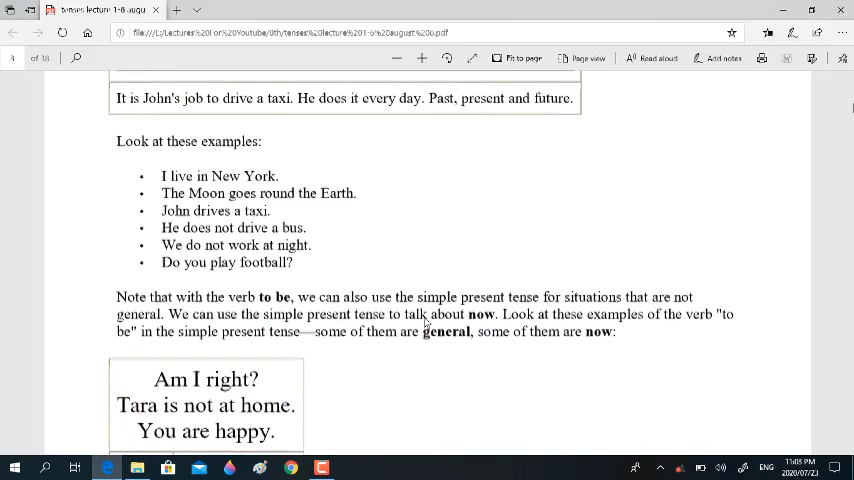 tenses lecture 1-6 augu
file:///E:/Lectures%20For%20Youtube/8th/tenses%20lecture%201-6%20august%208.pdf
3 of 38
Fit to page
Page view
Read aloud
Add notes
It is John's job to drive a taxi. He does it every day. Past, present and future.
Look at these examples:
• I live in New York.
• The Moon goes round the Earth.
• John drives a taxi.
• He does not drive a bus.
• We do not work at night.
• Do you play football?
Note that with the verb to be, we can also use the simple present tense for situations that are not
general. We can use the simple present tense to talk about now. Look at these examples of the verb "to
be" in the simple present tense—some of them are general, some of them are now:
Am I right?
Tara is not at home.
You are happy.
ENG
11:03 PM
2020/07/23